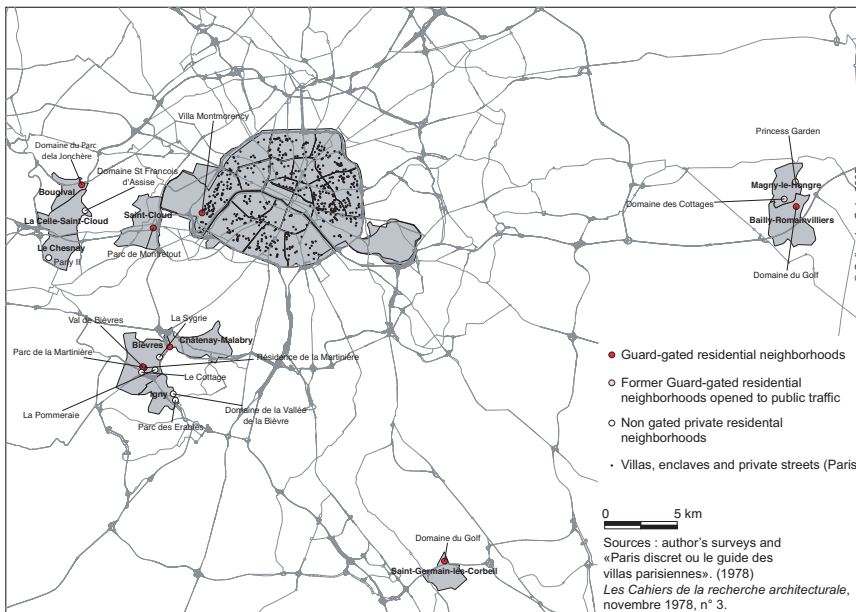 Villa Montmorency
Domaine du Parc
dela Jonchère
Domaine St Francois
d'Assise
Bougival
La Celle-Saint-Cloud
Saint-Cloud
Le Chesnay
Parly II
Parc de Montretout
Princess Garden
Magny-le-Hongre
Domaine des Cottages
Bailly-Romainvilliers
Domaine du Golf
La Sygrie
Val de Bièvres
Bièvres
Châtenay-Malabry
Parc de la Martinière
Résidence de la Martinière
Le Cottage
Igny
La Pommeraie
Domaine de la Vallée
de la Bièvre
Parc des Erables
Domaine du Golf
Saint-Germain-lès-Corbeil
Guard-gated residential neighborhoods
Former Guard-gated residential
neighborhoods opened to public traffic
Non gated private residental
neighborhoods
Villas, enclaves and private streets (Paris
0 5 km
Sources : author's surveys and
«Paris discret ou le guide des
villas parisiennes». (1978)
Les Cahiers de la recherche architecturale,
novembre 1978, n° 3.